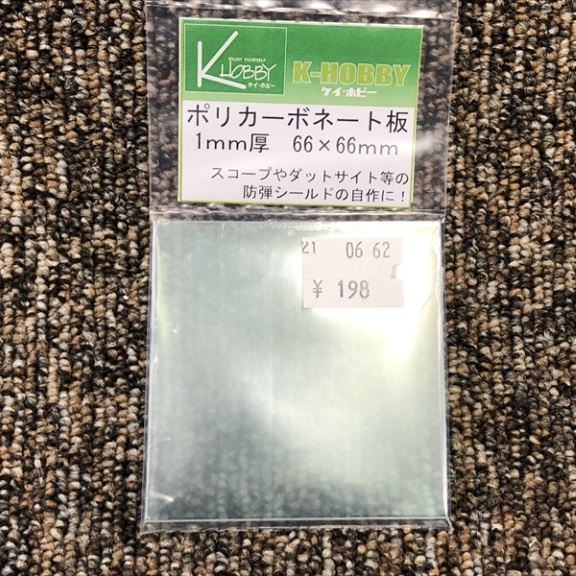 K HOBBY
ENJOY YOURSELF
ケイ・ホビー
K-HOBBY
ケイ・ホビー
ポリカーボネート板
1mm厚 66×66mm
スコープやダットサイト等の
防弾シールドの自作に！
21 06 62
¥ 198